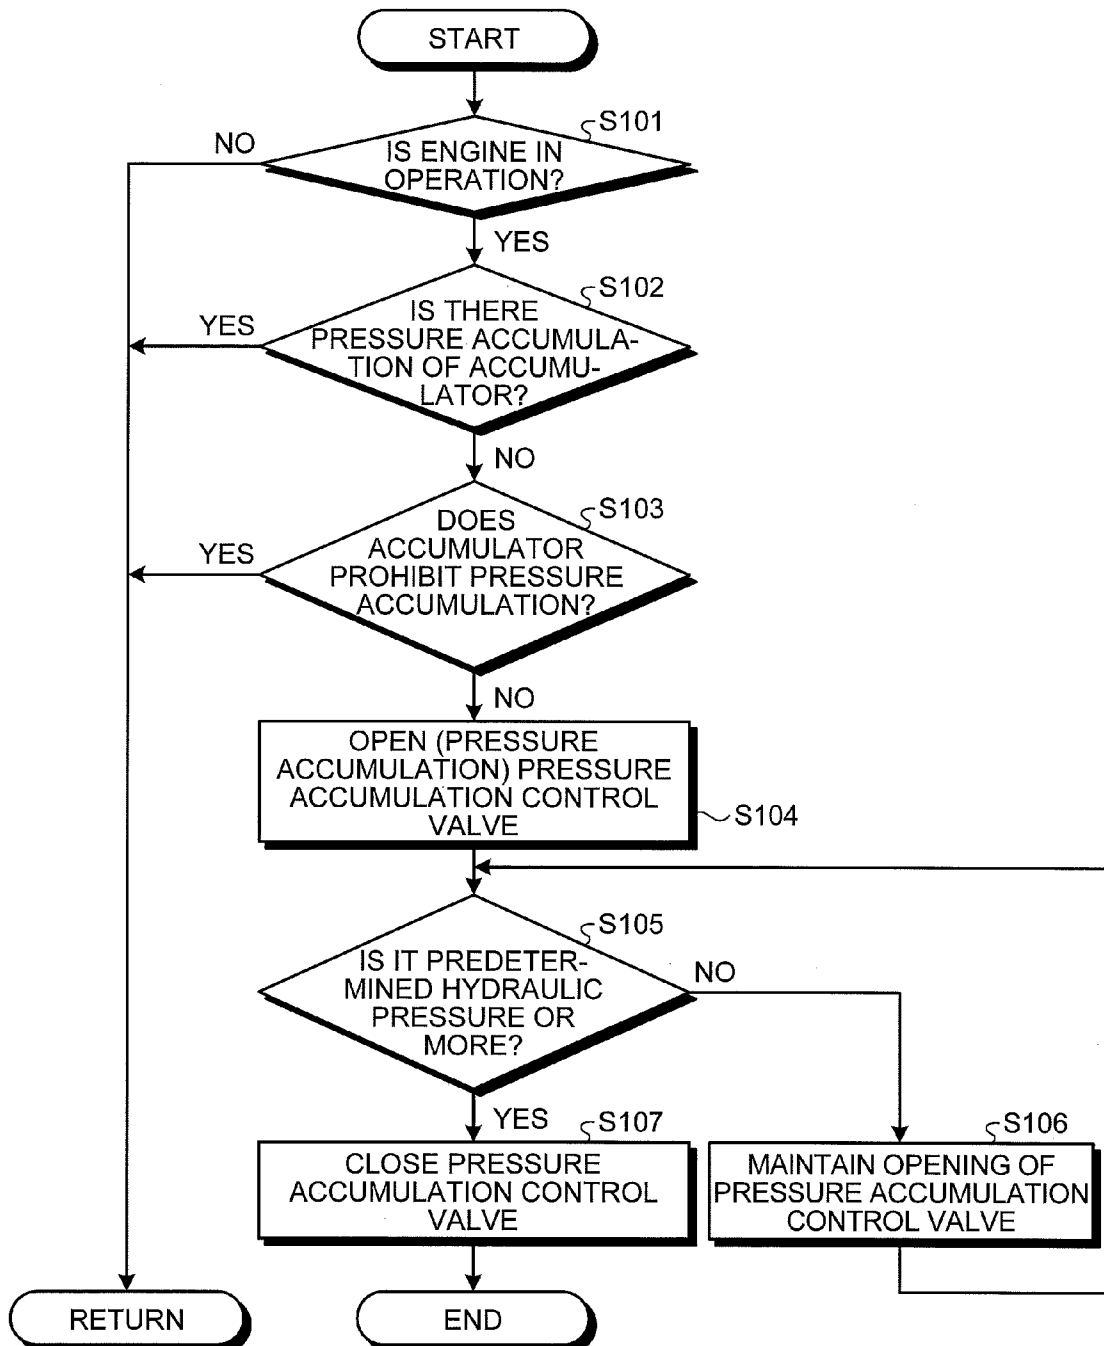 START
S101
NO
IS ENGINE IN
OPERATION?
YES
S102
YES
IS THERE
PRESSURE ACCUMULA-
TION OF ACCUMU-
LATOR?
NO
S103
YES
DOES
ACCUMULATOR
PROHIBIT PRESSURE
ACCUMULATION?
NO
OPEN (PRESSURE
ACCUMULATION) PRESSURE
ACCUMULATION CONTROL
VALVE
S104
S105
IS IT PREDETER-
MINED HYDRAULIC
PRESSURE OR
MORE?
NO
YES
S107
CLOSE PRESSURE
ACCUMULATION CONTROL
VALVE
S106
MAINTAIN OPENING OF
PRESSURE ACCUMULATION
CONTROL VALVE
RETURN
END